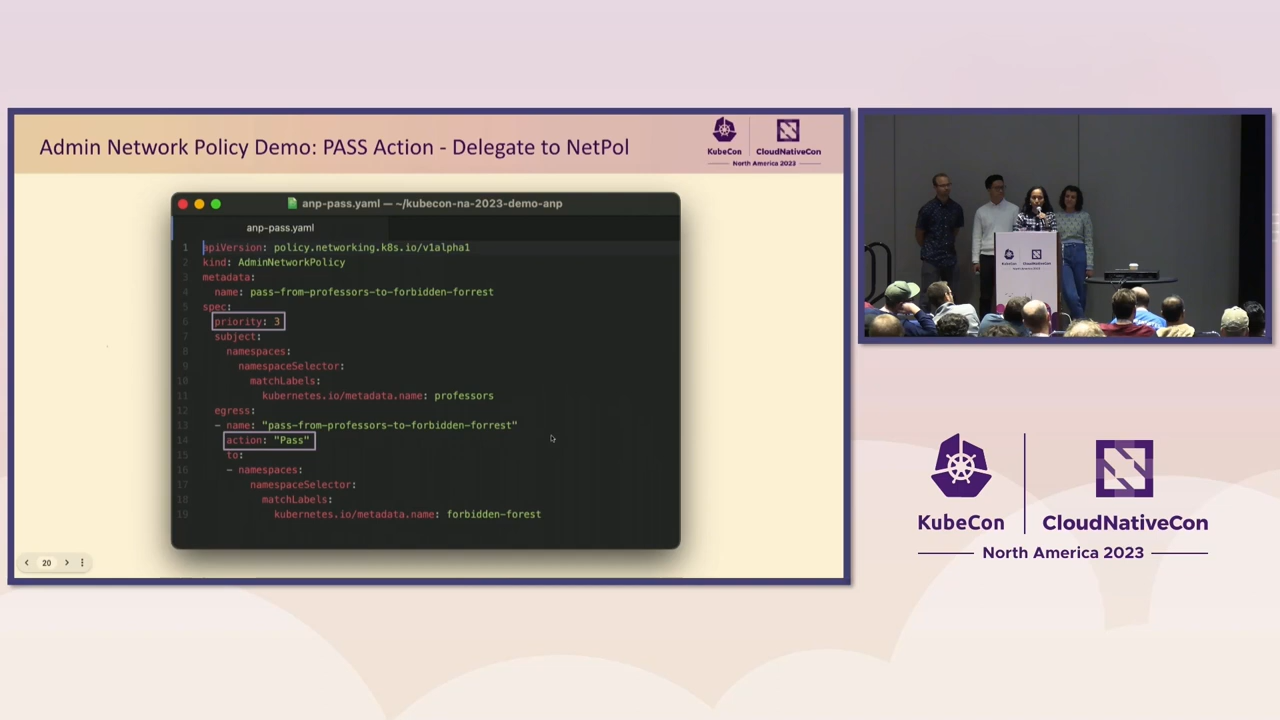 Admin Network Policy Demo: PASS Action - Delegate to NetPol
KubeCon
CloudNativeCon
North America 2023
anp-pass.yaml — ~/kubecon-na-2023-demo-anp
anp-pass.yaml
1 apiVersion: policy.networking.k8s.io/v1alpha1
2 kind: AdminNetworkPolicy
3 metadata:
4 name: pass-from-professors-to-forbidden-forrest
5 spec:
6 priority: 3
7 subject:
8 namespaces:
9 namespaceSelector:
10 matchLabels:
11 kubernetes.io/metadata.name: professors
12 egress:
13 - name: "pass-from-professors-to-forbidden-forrest"
14 action: "Pass"
15 to:
16 - namespaces:
17 namespaceSelector:
18 matchLabels:
19 kubernetes.io/metadata.name: forbidden-forest
20
KubeCon
CloudNativeCon
North America 2023